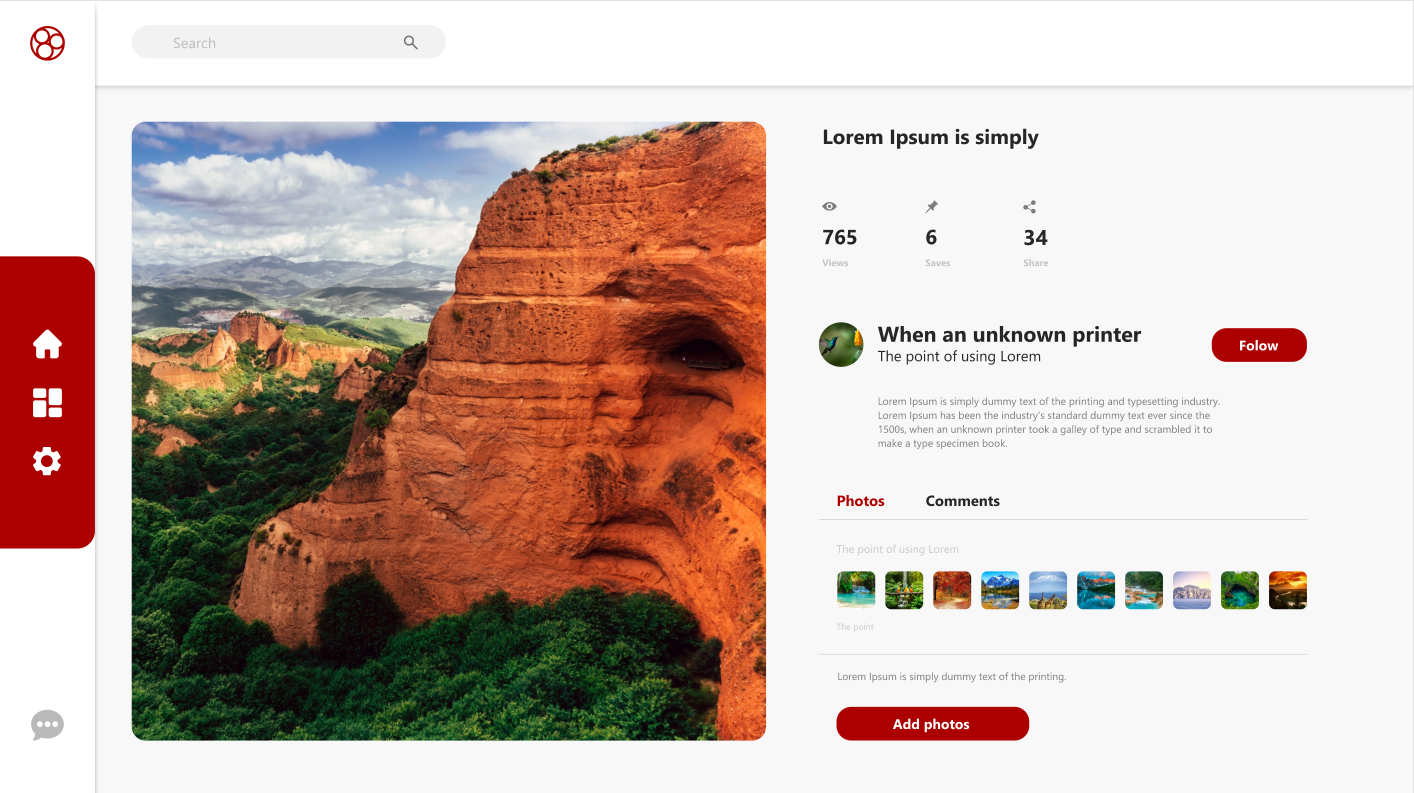 Search
Lorem Ipsum is simply
765
6
34
Views
Saves
Share
When an unknown printer
The point of using Lorem
Folow
Lorem Ipsum is simply dummy text of the printing and typesetting industry.
Lorem Ipsum has been the industry's standard dummy text ever since the
1500s, when an unknown printer took a galley of type and scrambled it to
make a type specimen book.
Photos
Comments
The point of using Lorem
The point
Lorem Ipsum is simply dummy text of the printing.
Add photos